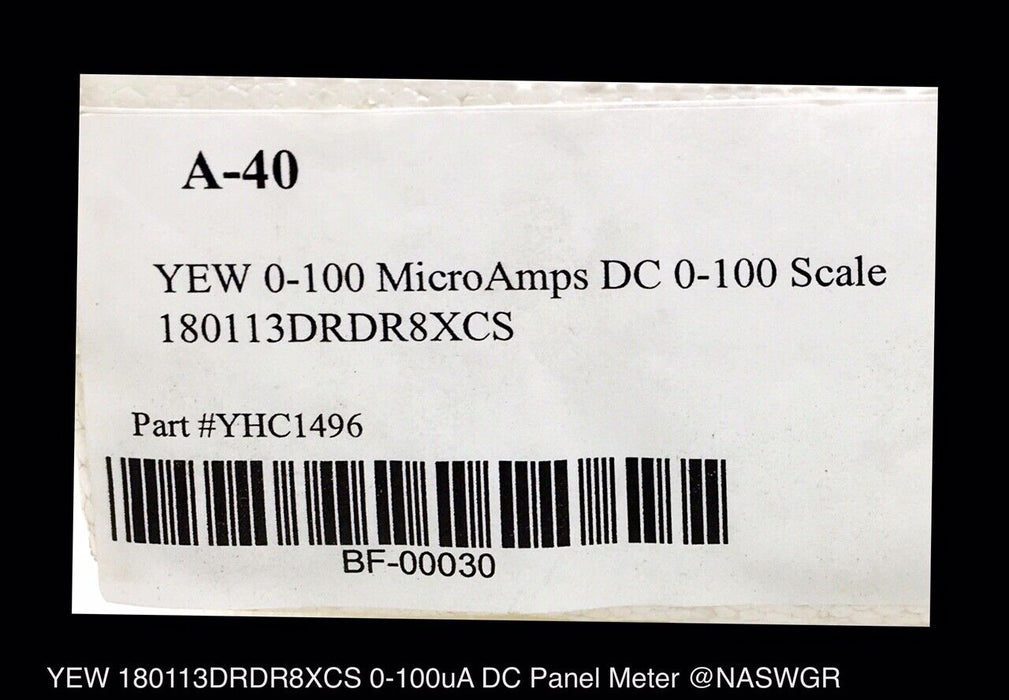 A-40
YEW 0-100 MicroAmps DC 0-100 Scale
180113DRDR8XCS
Part #YHC1496
BF-00030
YEW 180113DRDR8XCS 0-100uA DC Panel Meter @NASWGR